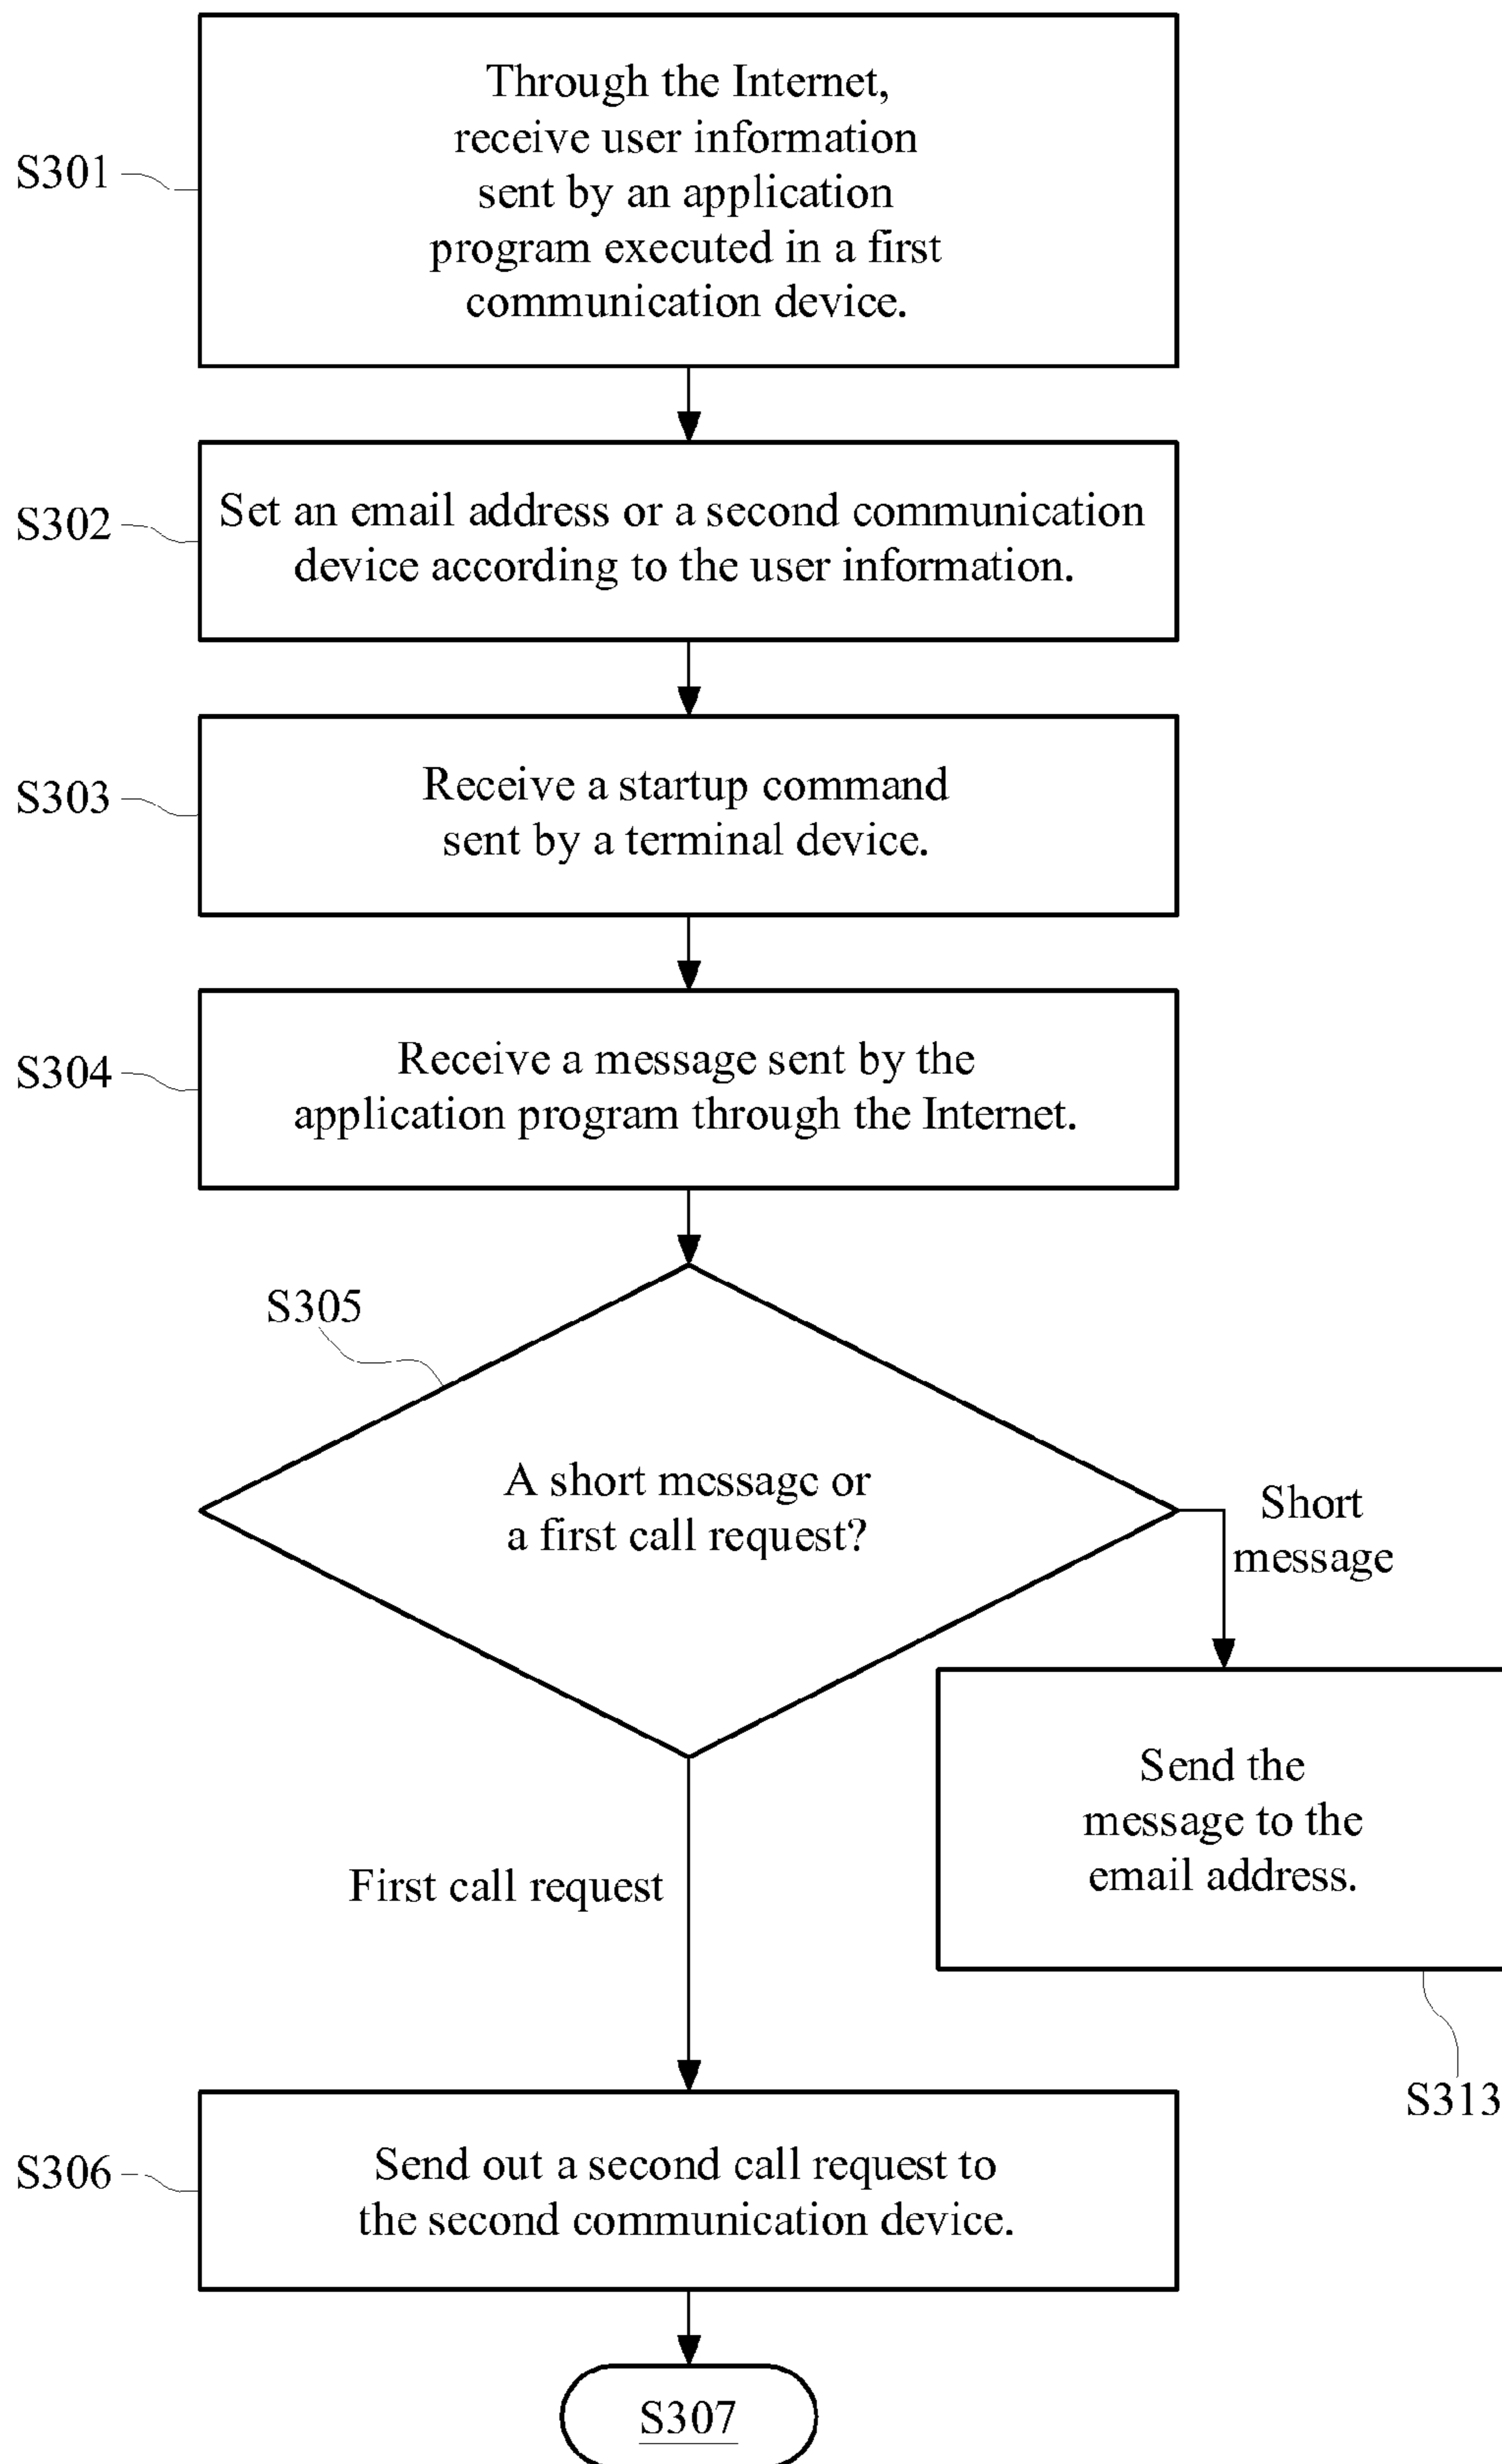 Through the Internet,
receive user information
sent by an application
program executed in a first
communication device.
S301
Set an email address or a second communication
device according to the user information.
S302
Receive a startup command
sent by a terminal device.
S303
Receive a message sent by the
application program through the Internet.
S304
S305
A short message or
a first call request?
Short
message
Send the
message to the
email address.
First call request
S313
Send out a second call request to
the second communication device.
S306
S307